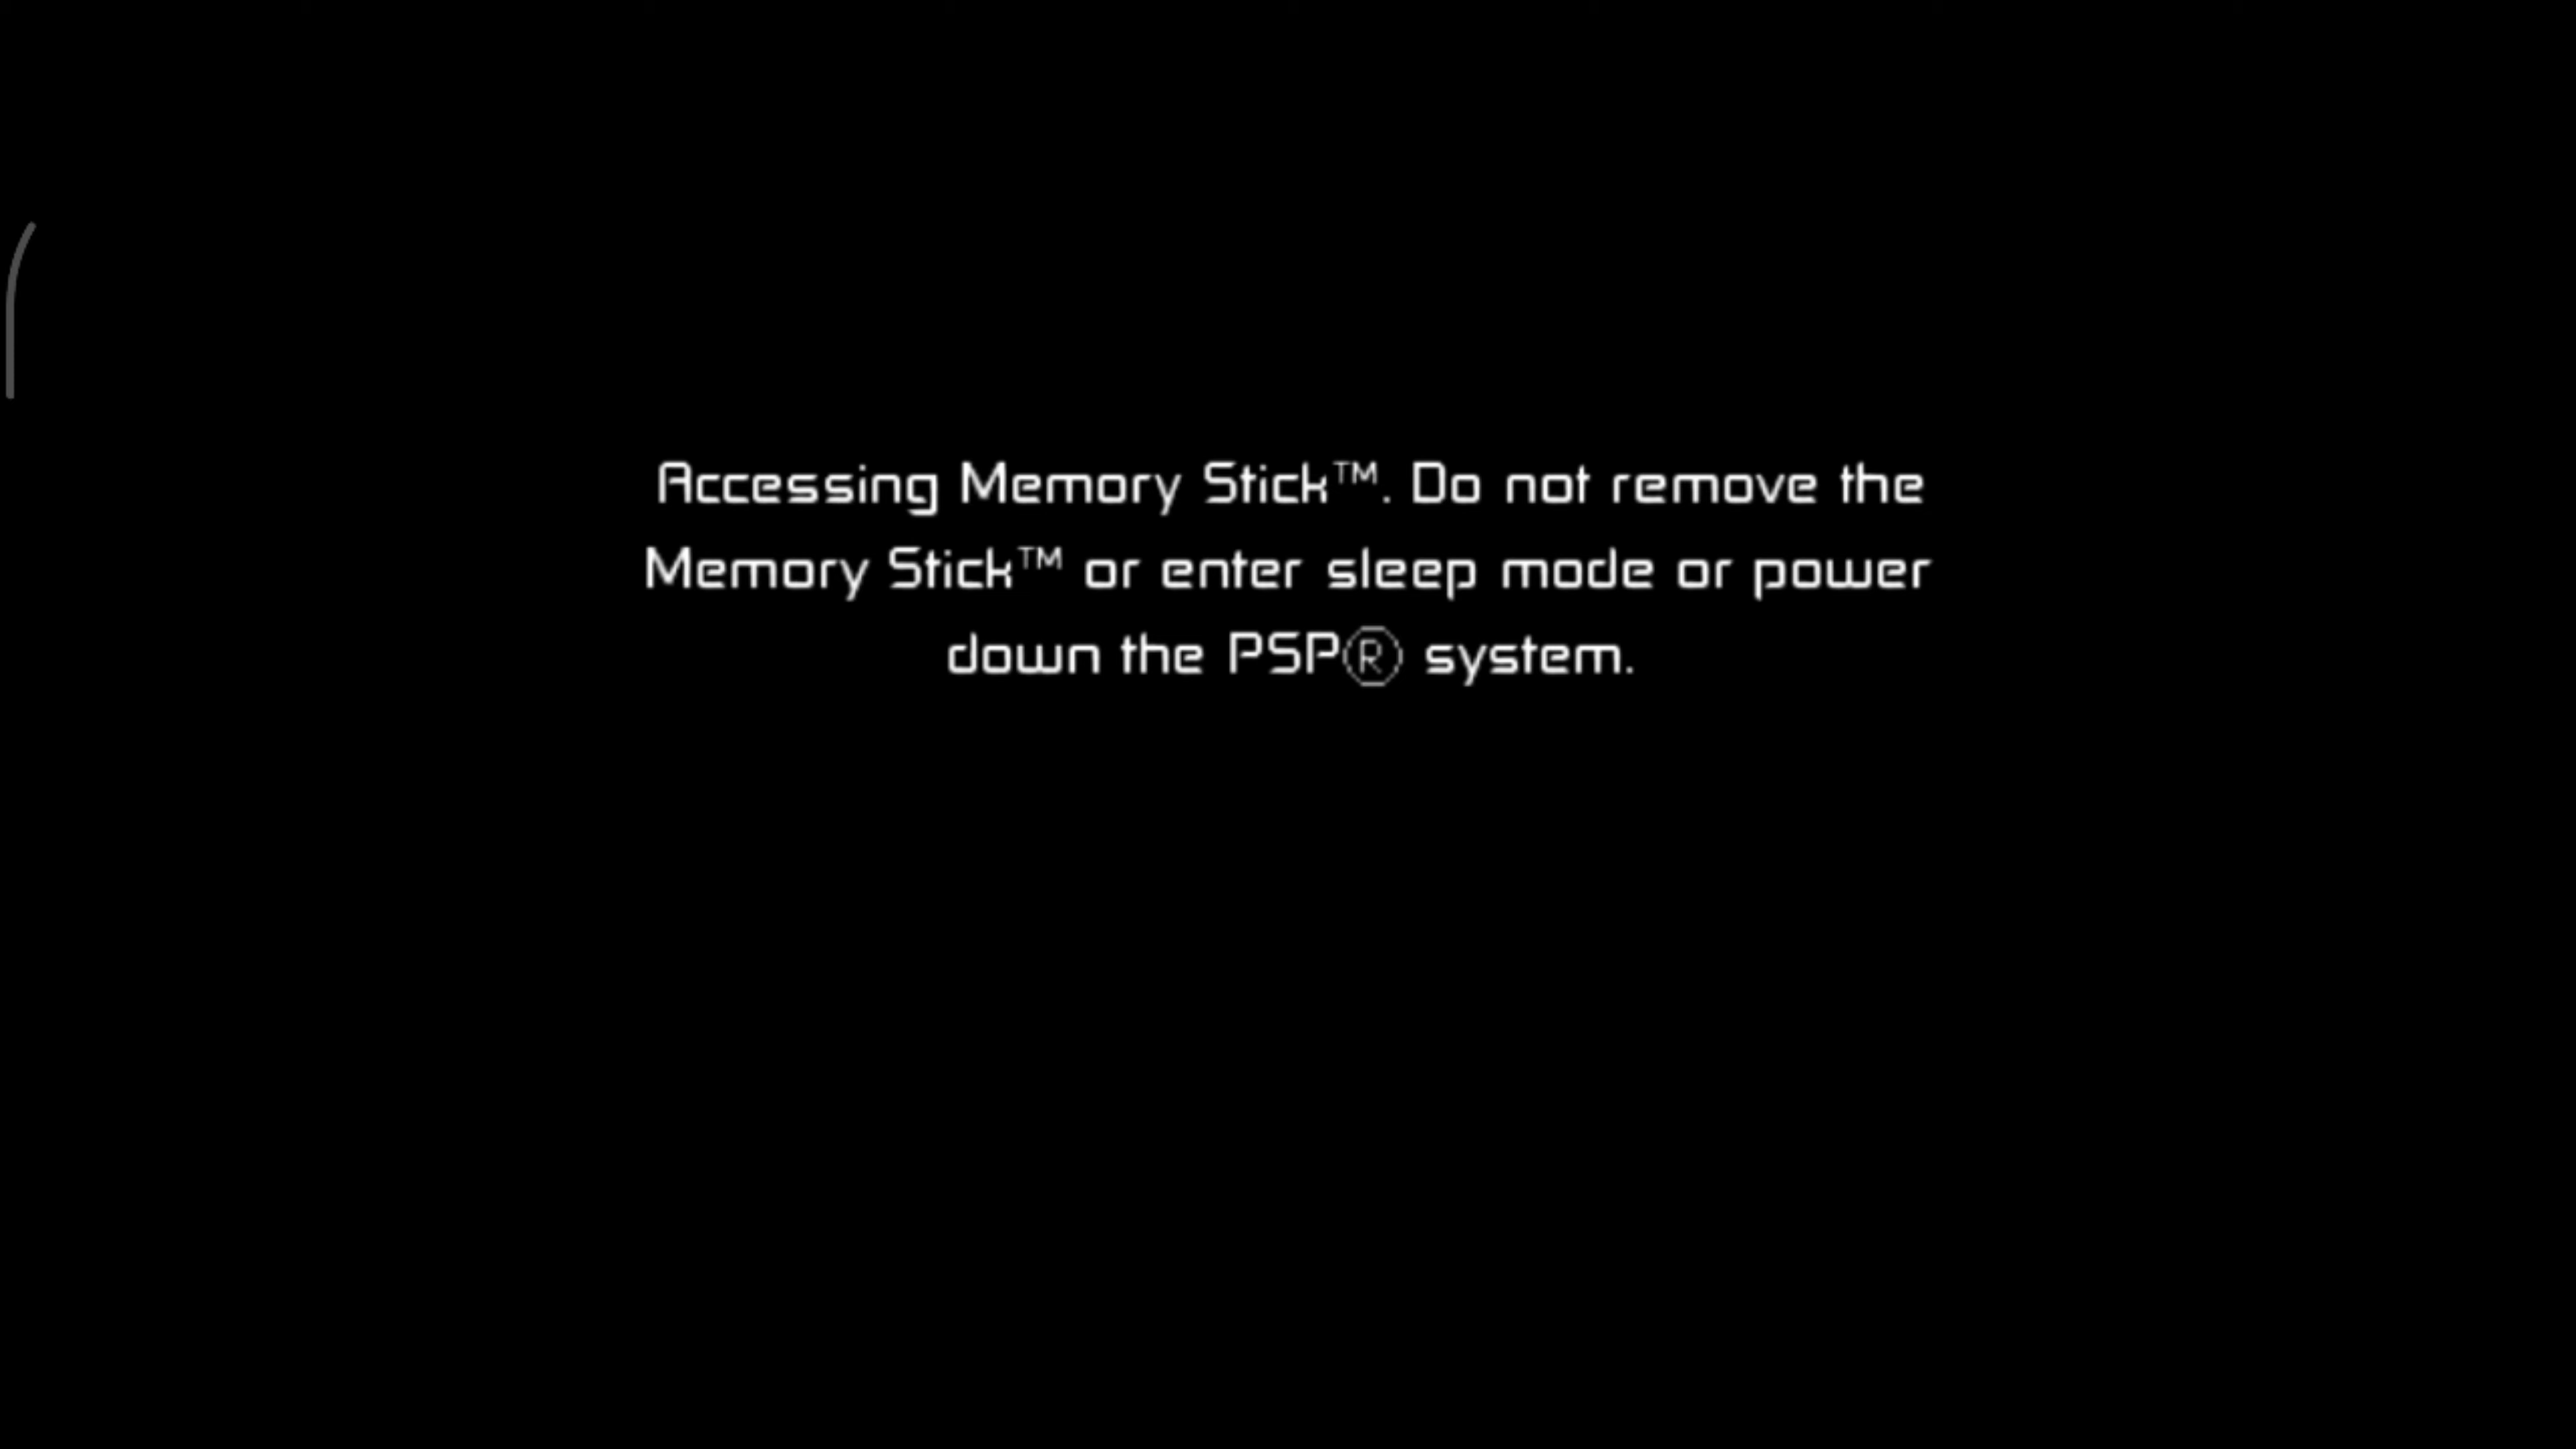 Accessing Memory Stick™. Do not remove the
Memory Stick™ or enter sleep mode or power
down the PSP® system.